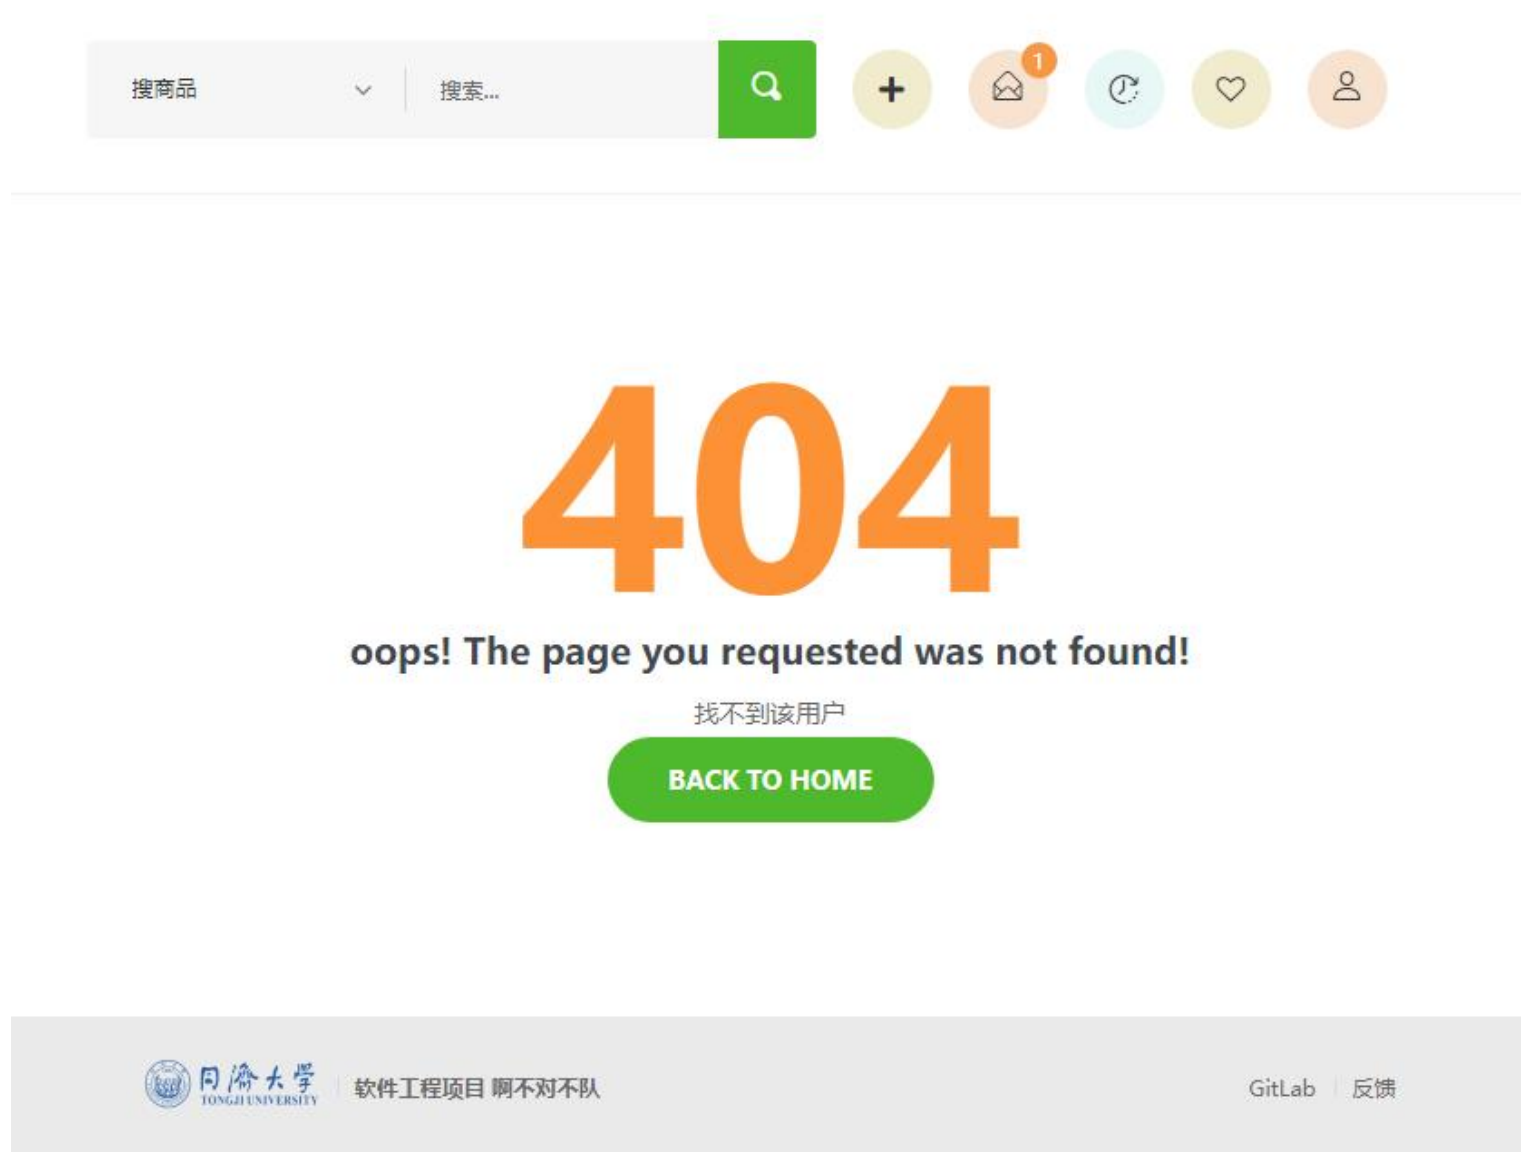 搜商品
搜索...
1
404
oops! The page you requested was not found!
找不到该用户
BACK TO HOME
同濟大学
TONGJI UNIVERSITY
软件工程项目 啊不对不队
GitLab
反馈